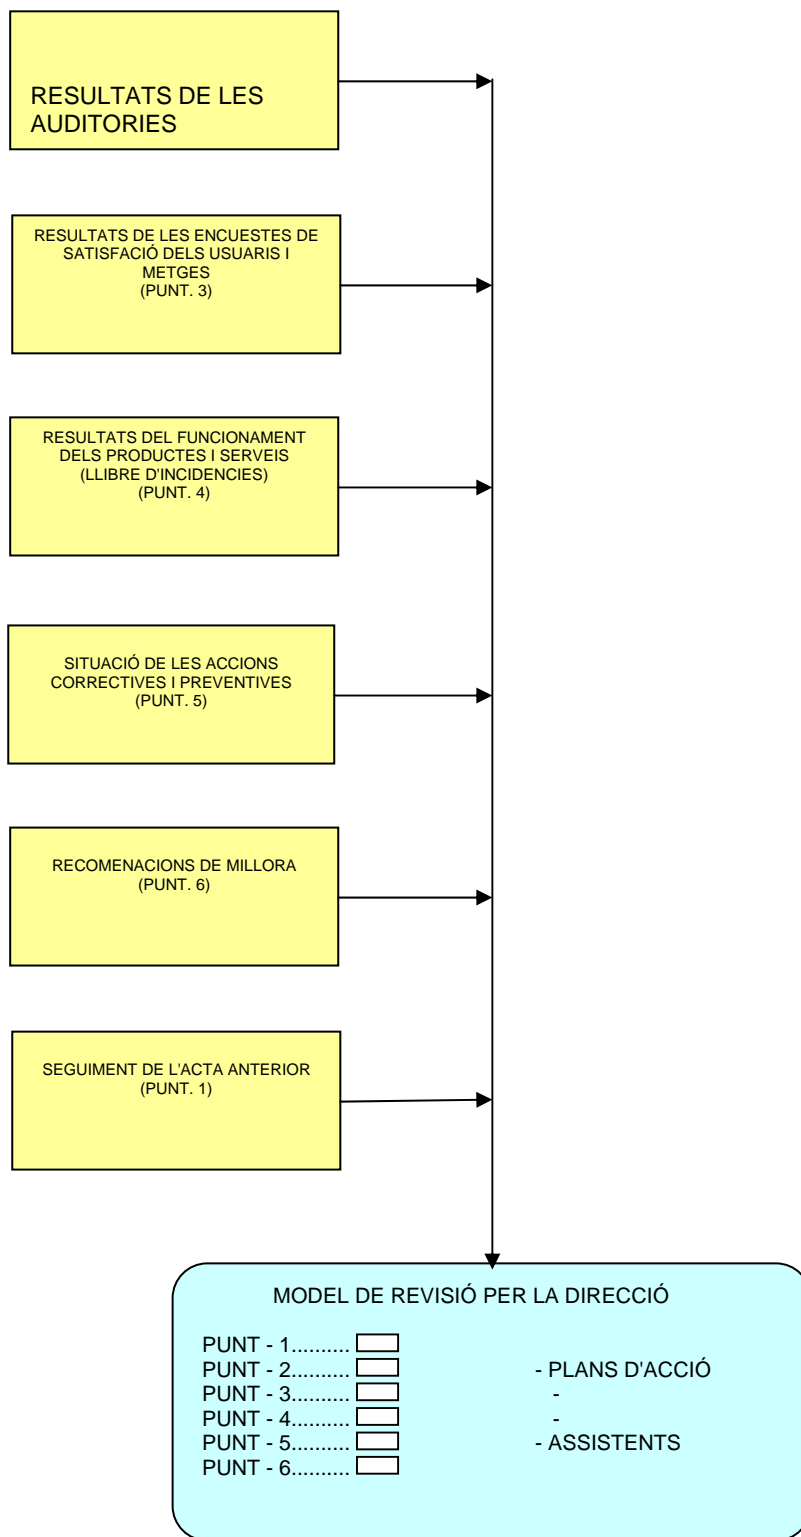 RESULTATS DE LES
AUDITORIES
RESULTATS DE LES ENCUESTES DE
SATISFACIÓ DELS USUARIS I
METGES
(PUNT. 3)
RESULTATS DEL FUNCIONAMENT
DELS PRODUCTES I SERVEIS
(LLIBRE D'INCIDENCIES)
(PUNT. 4)
SITUACIÓ DE LES ACCIONS
CORRECTIVES I PREVENTIVES
(PUNT. 5)
RECOMENACIONS DE MILLORA
(PUNT. 6)
SEGUIMENT DE L'ACTA ANTERIOR
(PUNT. 1)
MODEL DE REVISIÓ PER LA DIRECCIÓ
PUNT - 1..........
PUNT - 2.......... - PLANS D'ACCIÓ
PUNT - 3.......... -
PUNT - 4.......... -
PUNT - 5.......... - ASSISTENTS
PUNT - 6..........